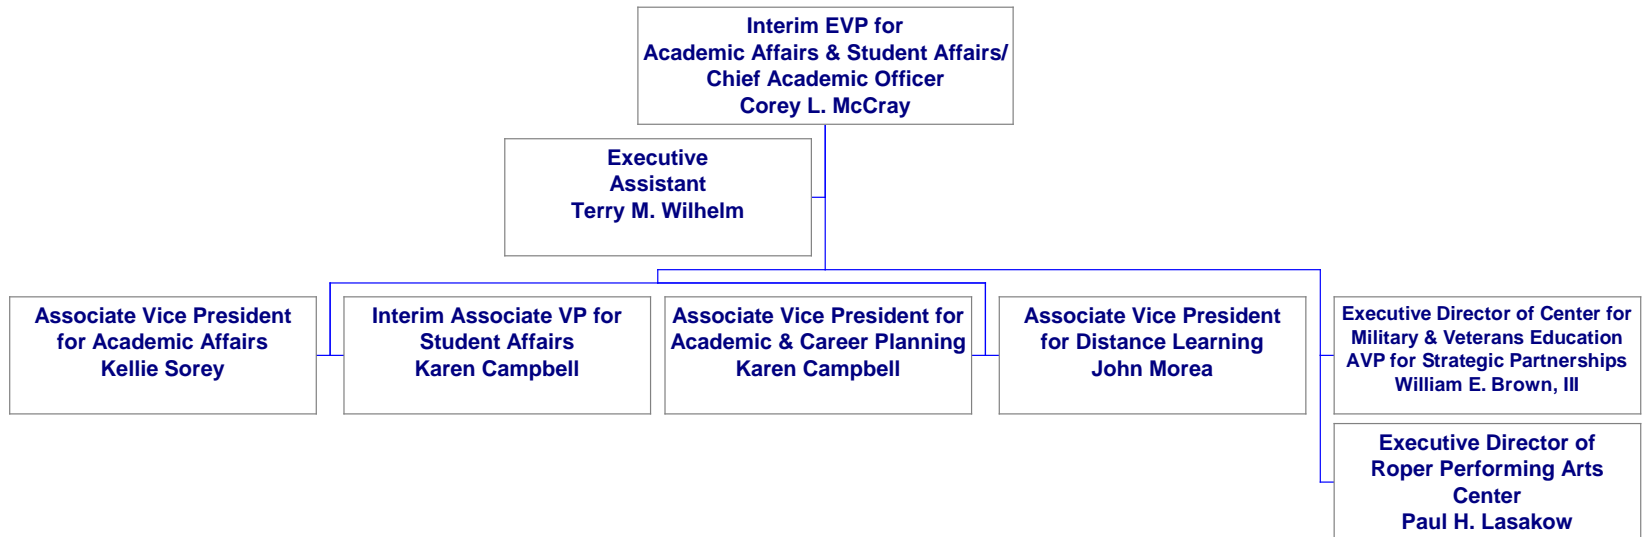 Interim EVP for
Academic Affairs & Student Affairs/
Chief Academic Officer
Corey L. McCray
Executive
Assistant
Terry M. Wilhelm
Associate Vice President
for Academic Affairs
Kellie Sorey
Interim Associate VP for
Student Affairs
Karen Campbell
Associate Vice President for
Academic & Career Planning
Karen Campbell
Associate Vice President
for Distance Learning
John Morea
Executive Director of Center for
Military & Veterans Education
AVP for Strategic Partnerships
William E. Brown, III
Executive Director of
Roper Performing Arts
Center
Paul H. Lasakow